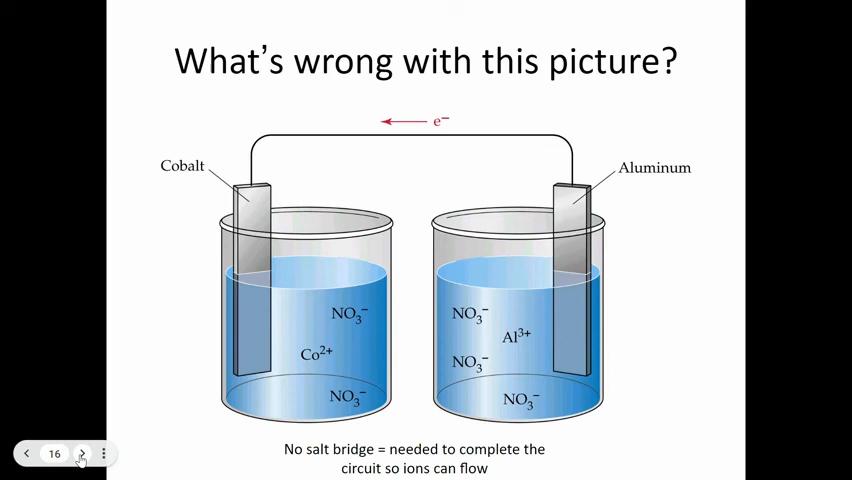 What's wrong with this picture?
e⁻
Cobalt
Aluminum
NO₃⁻
Co²⁺
NO₃⁻
NO₃⁻
Al³⁺
NO₃⁻
NO₃⁻
No salt bridge = needed to complete the
circuit so ions can flow
16